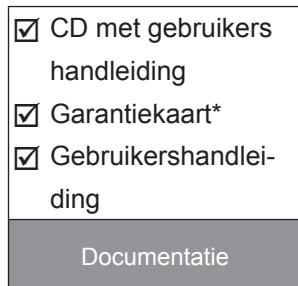 ☑ CD met gebruikers
handleiding
☑ Garantiekaart*
☑ Gebruikershandlei-
ding
Documentatie